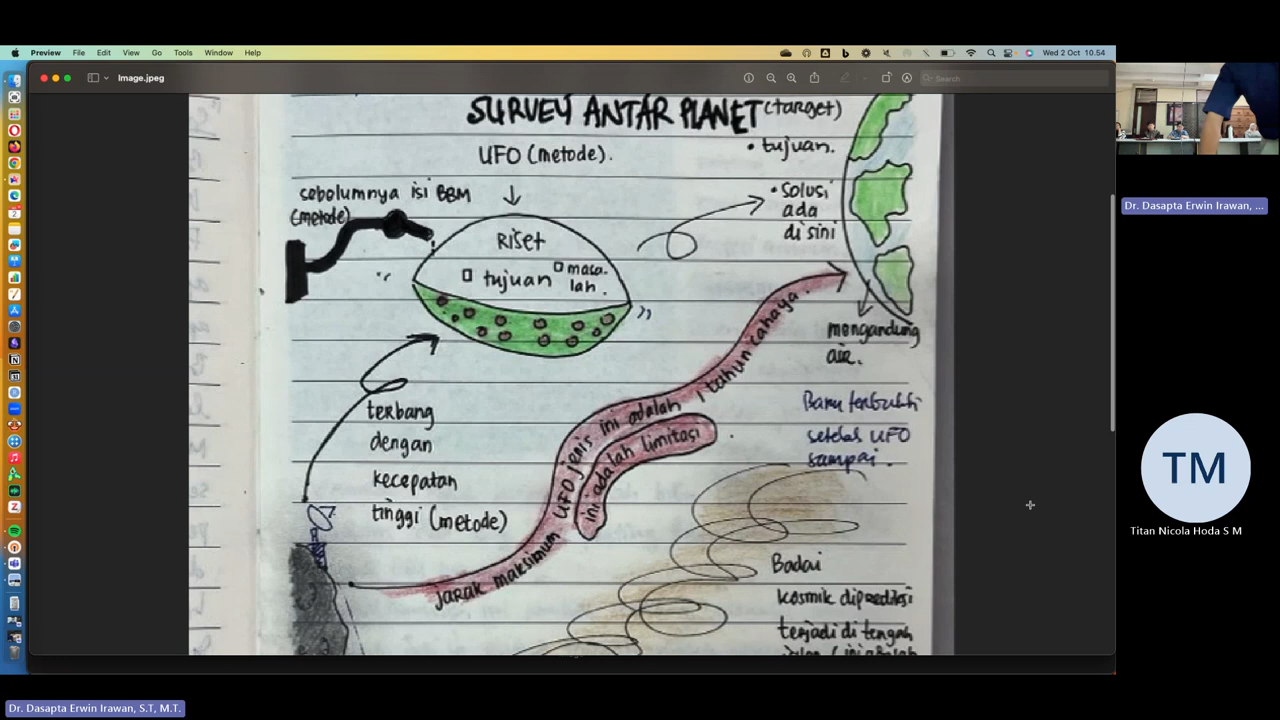 Preview File Edit View Go Tools Window Help
Wed 2 Oct 10.54
Image.jpeg
Search
SURVEY ANTAR PLANET
(target)
• tujuan.
UFO (metode).
sebelumnya isi BBM
(metode)
• Solusi
ada
di sini
Riset
tujuan
masa-
lah.
mengandung
air.
terbang
dengan
kecepatan
tinggi (metode)
Jarak maksimum UFO jenis ini adalah 1 tahun cahaya.
ini adalah limitasi
Baru terbukti
setelah UFO
sampai.
Badai
kosmik diprediksi
terjadi di tengah
Dr. Dasapta Erwin Irawan, ...
TM
Titan Nicola Hoda S M
Dr. Dasapta Erwin Irawan, S.T, M.T.